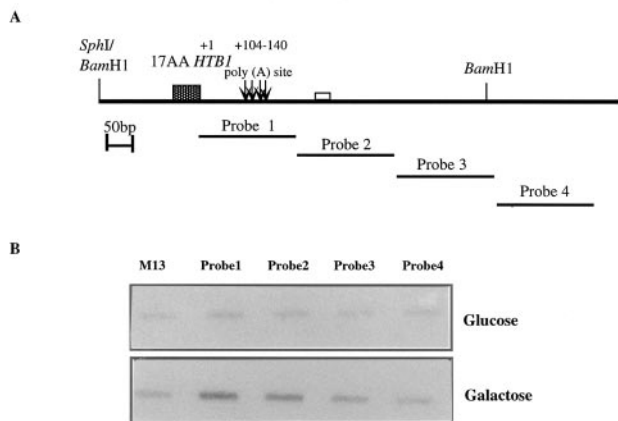 A
SphI/
BamH1
17AA HTB1
+1
+104-140
poly (A) site
BamH1
50bp
Probe 1
Probe 2
Probe 3
Probe 4
B
M13 Probe1 Probe2 Probe3 Probe4
Glucose
Galactose